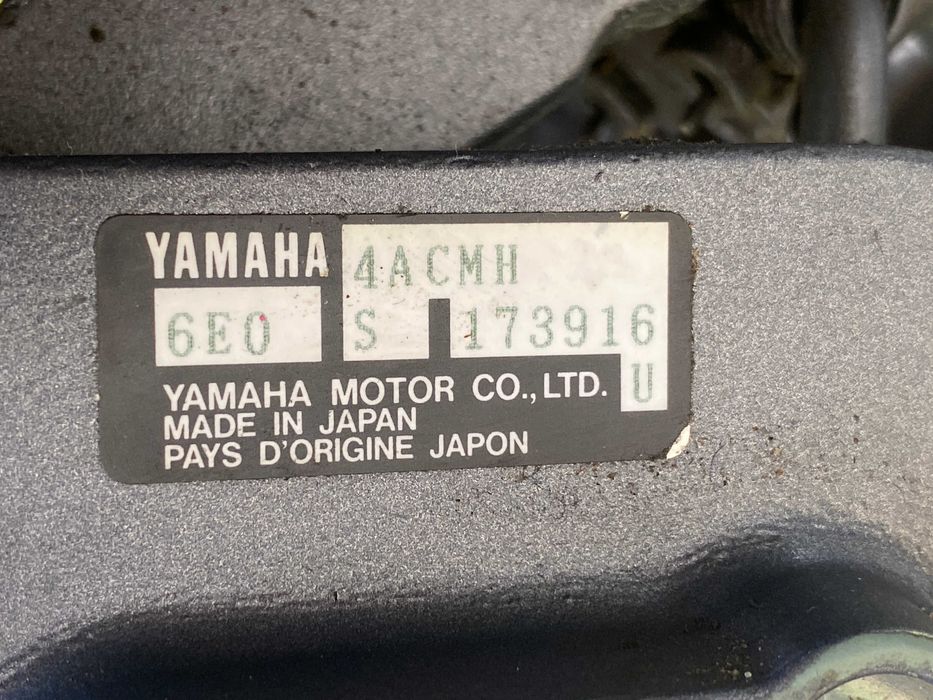 YAMAHA 4ACMH
6E0 S 173916
U
YAMAHA MOTOR CO., LTD.
MADE IN JAPAN
PAYS D'ORIGINE JAPON